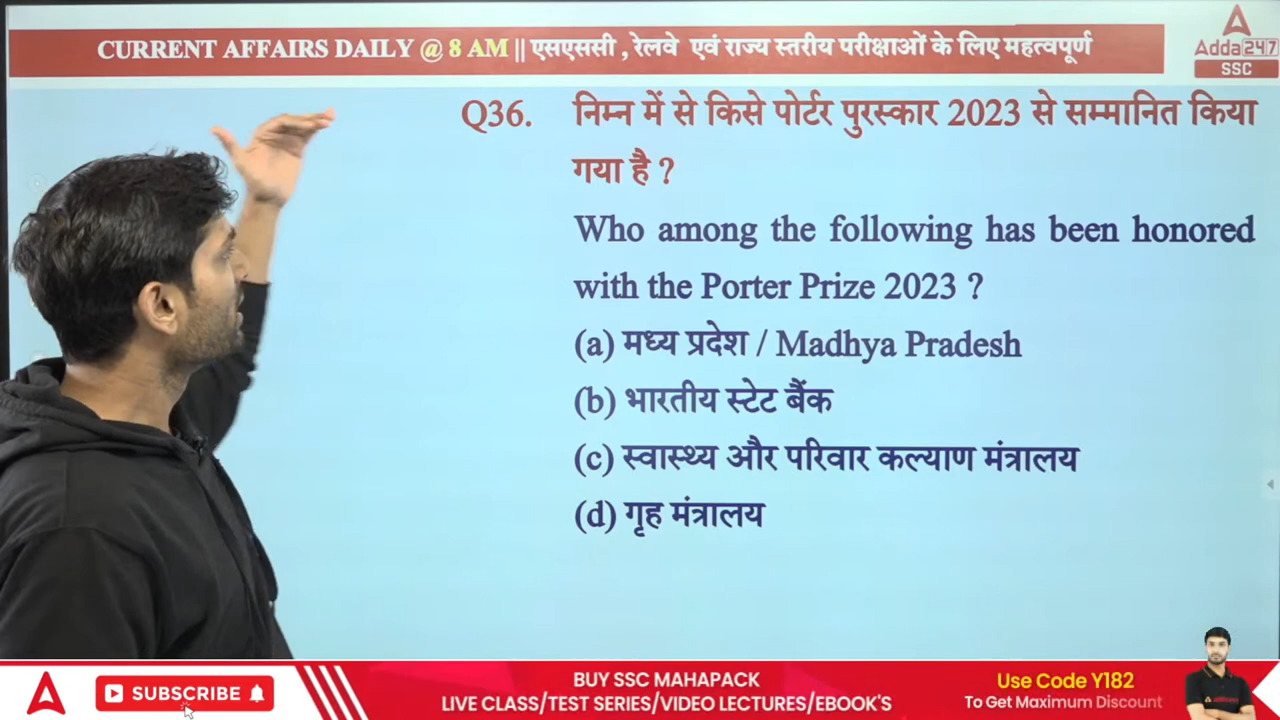 CURRENT AFFAIRS DAILY @ 8 AM || एसएससी , रेलवे एवं राज्य स्तरीय परीक्षाओं के लिए महत्वपूर्ण
Adda 247
SSC
Q36. निम्न में से किसे पोर्टर पुरस्कार 2023 से सम्मानित किया
गया है ?
Who among the following has been honored
with the Porter Prize 2023 ?
(a) मध्य प्रदेश / Madhya Pradesh
(b) भारतीय स्टेट बैंक
(c) स्वास्थ्य और परिवार कल्याण मंत्रालय
(d) गृह मंत्रालय
SUBSCRIBE
BUY SSC MAHAPACK
LIVE CLASS/TEST SERIES/VIDEO LECTURES/EBOOK'S
Use Code Y182
To Get Maximum Discount